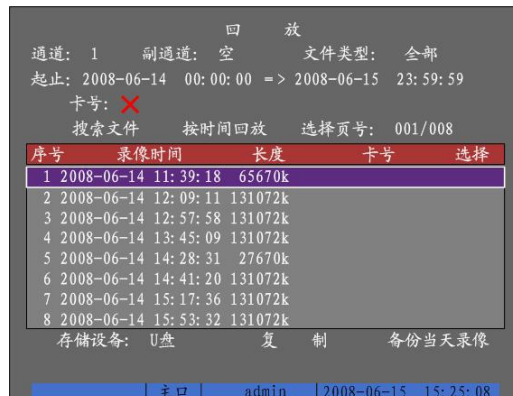 回 放
通道: 1 副通道: 空 文件类型: 全部
起止: 2008-06-14 00:00:00 => 2008-06-15 23:59:59
卡号:
搜索文件 按时间回放 选择页号: 001/008
序号 录像时间 长度 卡号 选择
1 2008-06-14 11:39:18 65670k
2 2008-06-14 12:09:11 131072k
3 2008-06-14 12:57:58 131072k
4 2008-06-14 13:45:09 131072k
5 2008-06-14 14:28:31 27670k
6 2008-06-14 14:41:20 131072k
7 2008-06-14 15:17:36 131072k
8 2008-06-14 15:53:32 131072k
存储设备: U盘 复 制 备份当天录像
主口 admin 2008-06-15 15:25:08